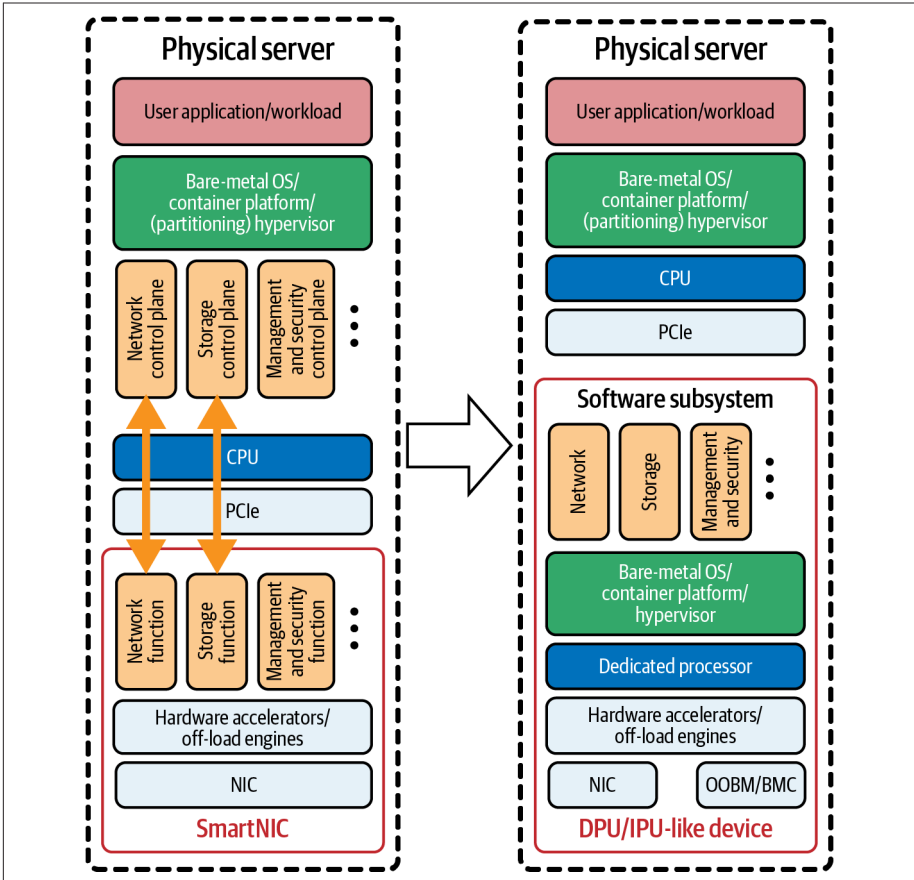 Physical server
User application/workload
Bare-metal OS/
container platform/
(partitioning) hypervisor
Network
control plane
Storage
control plane
Management
and security
control plane
CPU
PCIe
Network
function
Storage
function
Management
and security
function
Hardware accelerators/
off-load engines
NIC
SmartNIC
Physical server
User application/workload
Bare-metal OS/
container platform/
(partitioning) hypervisor
CPU
PCIe
Software subsystem
Network
Storage
Management
and security
Bare-metal OS/
container platform/
hypervisor
Dedicated processor
Hardware accelerators/
off-load engines
NIC
OOBM/BMC
DPU/IPU-like device